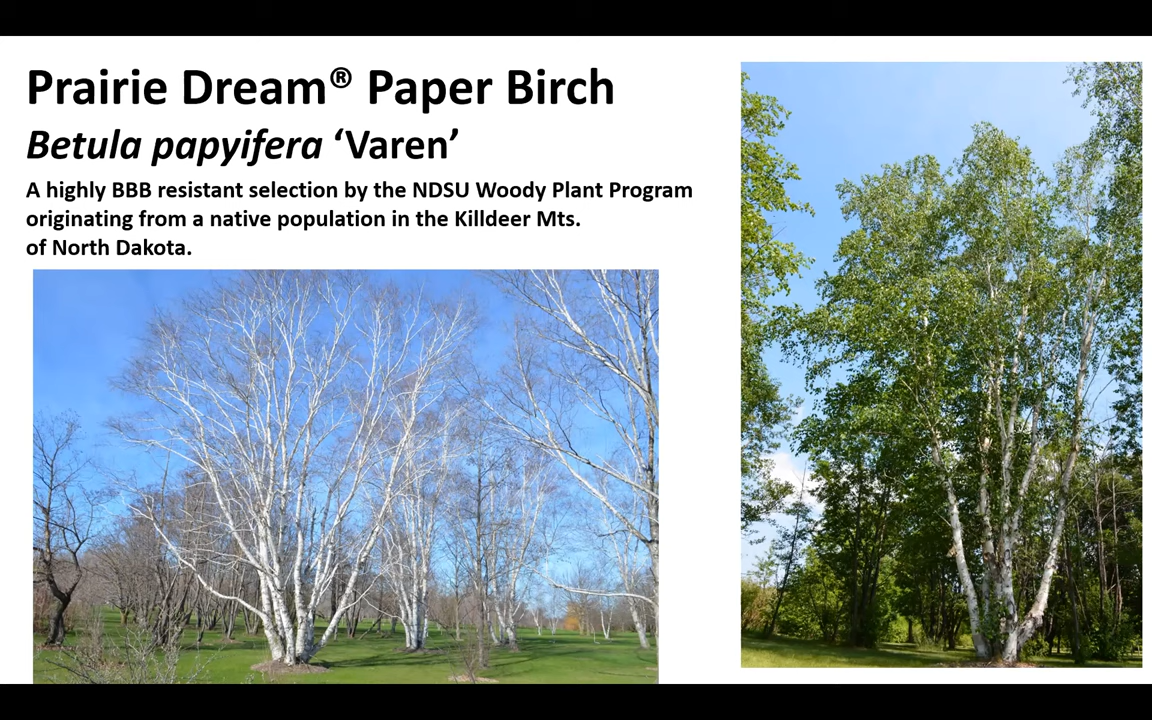 Prairie Dream® Paper Birch
Betula papyifera ‘Varen’
A highly BBB resistant selection by the NDSU Woody Plant Program
originating from a native population in the Killdeer Mts.
of North Dakota.